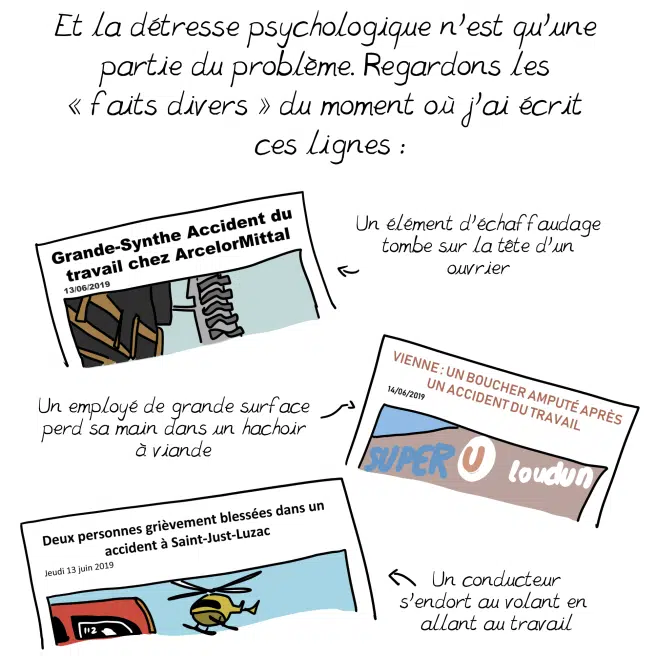 Et la détresse psychologique n'est qu'une
partie du problème. Regardons les
« faits divers » du moment où j'ai écrit
ces lignes :
Grande-Synthe Accident du
travail chez ArcelorMittal
13/06/2019
Un élément d'échaffaudage
tombe sur la tête d'un
ouvrier
VIENNE : UN BOUCHER AMPUTÉ APRÈS
UN ACCIDENT DU TRAVAIL
14/06/2019
SUPER U loudun
Un employé de grande surface
perd sa main dans un hachoir
à viande
Deux personnes grièvement blessées dans un
accident à Saint-Just-Luzac
Jeudi 13 juin 2019
112
Un conducteur
s'endort au volant en
allant au travail